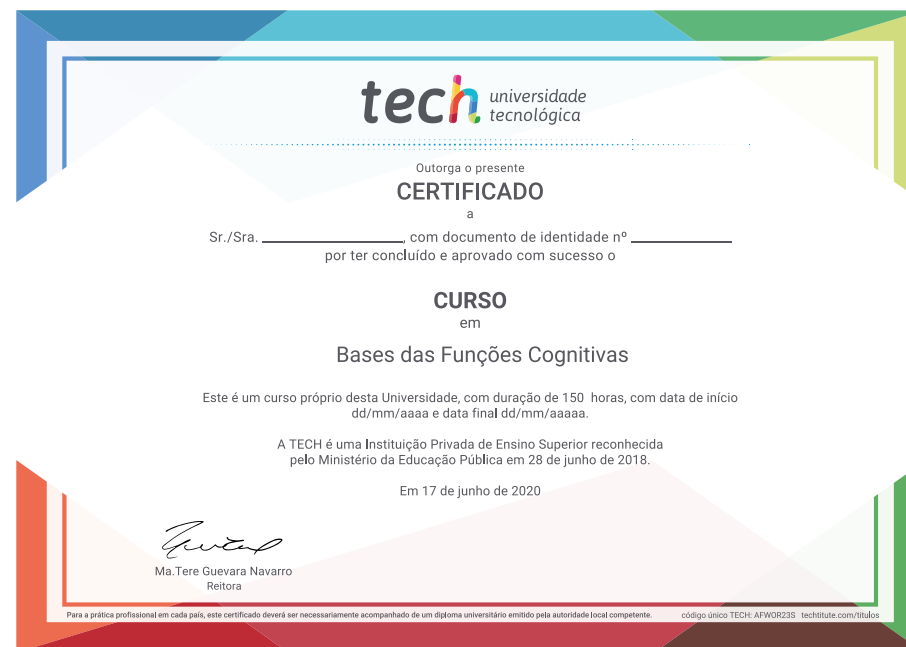 tech universidade
tecnológica
Outorga o presente
CERTIFICADO
a
Sr./Sra. ____________, com documento de identidade nº ____________
por ter concluído e aprovado com sucesso o
CURSO
em
Bases das Funções Cognitivas
Este é um curso próprio desta Universidade, com duração de 150 horas, com data de início
dd/mm/aaaa e data final dd/mm/aaaaa.
A TECH é uma Instituição Privada de Ensino Superior reconhecida
pelo Ministério da Educação Pública em 28 de junho de 2018.
Em 17 de junho de 2020
Ma.Tere Guevara Navarro
Reitora
Para a prática profissional em cada país, este certificado deverá ser necessariamente acompanhado de um diploma universitário emitido pela autoridade local competente. código único TECH: AFWOR23S techtitute.com/titulos